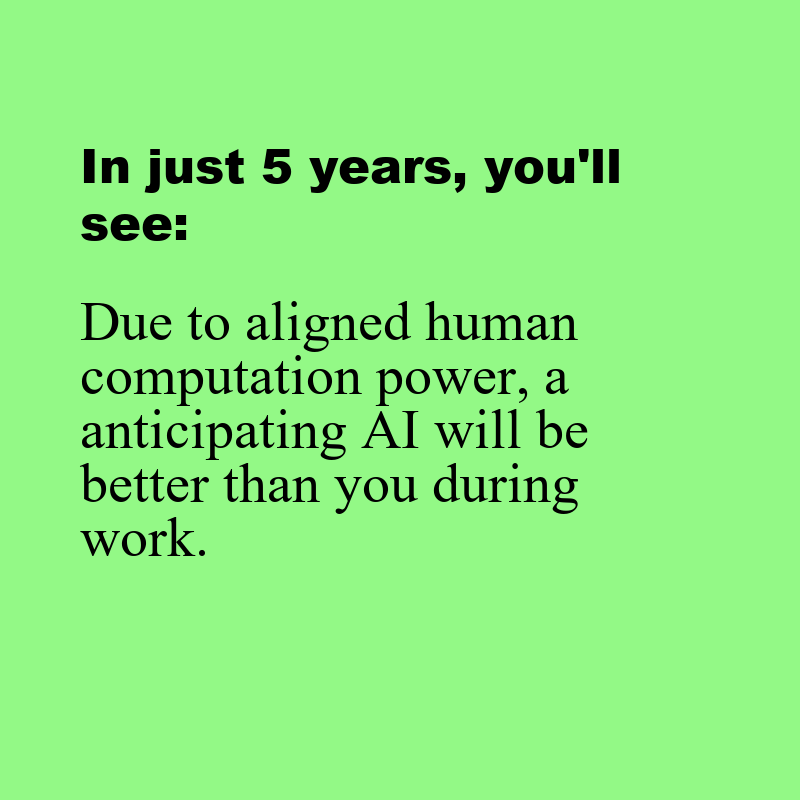 In just 5 years, you'll
see:
Due to aligned human
computation power, a
anticipating AI will be
better than you during
work.